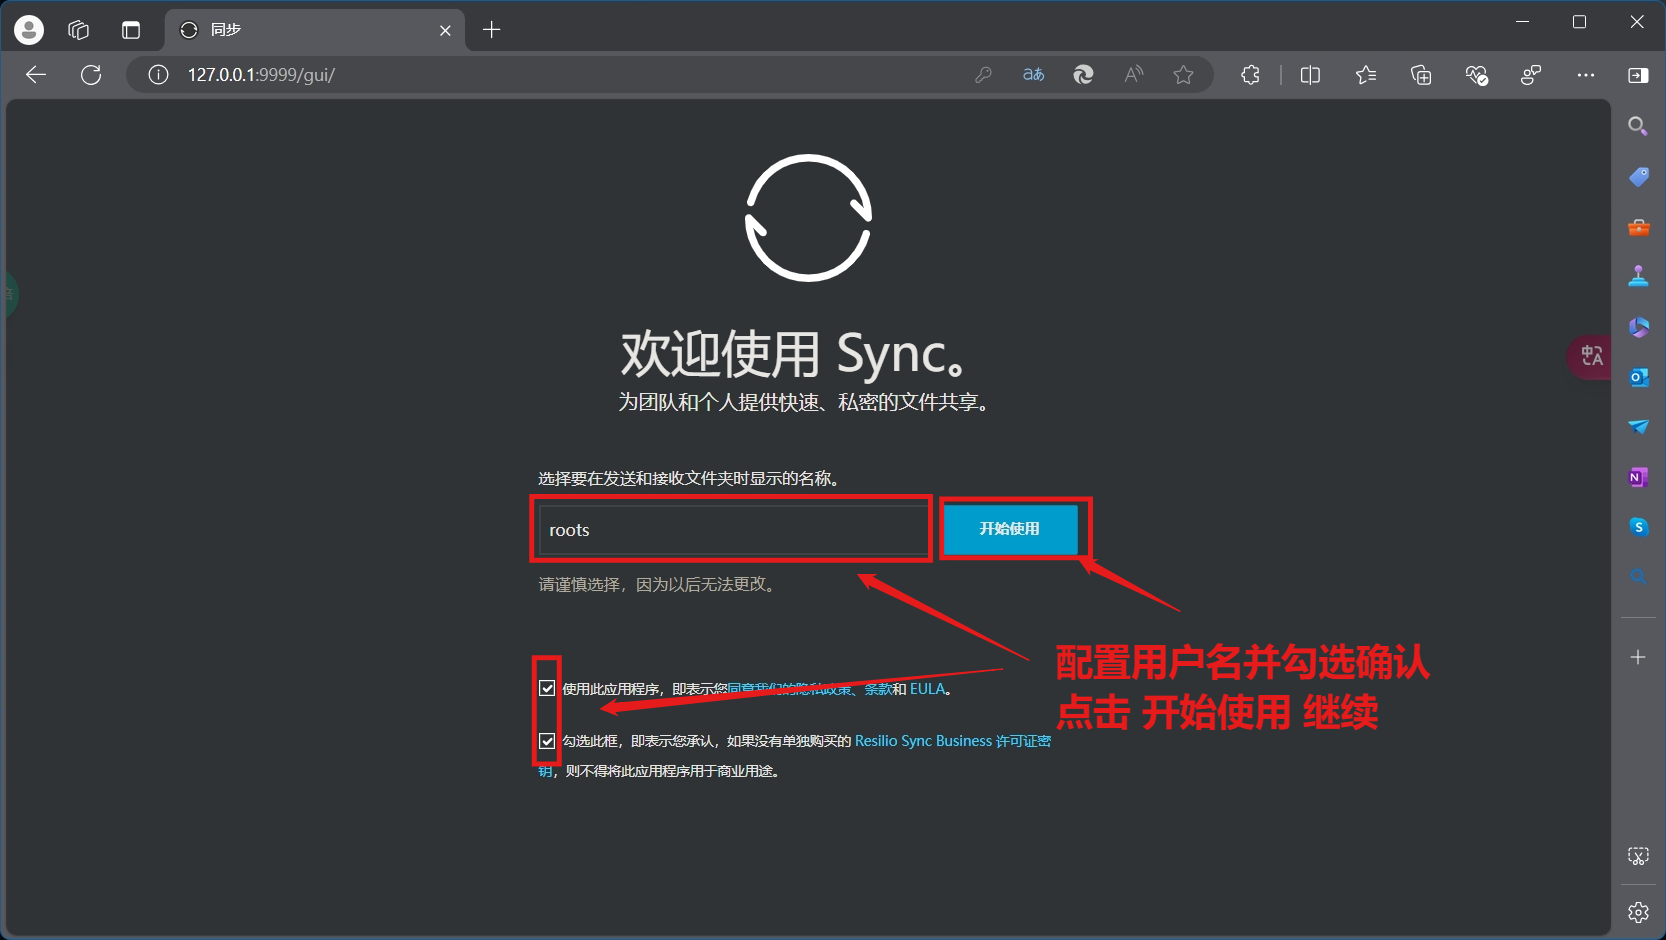 同步
127.0.0.1:9999/gui/
欢迎使用 Sync。
为团队和个人提供快速、私密的文件共享。
选择要在发送和接收文件夹时显示的名称。
roots
开始使用
请谨慎选择，因为以后无法更改。
配置用户名并勾选确认
点击 开始使用 继续
使用此应用程序，即表示您同意我们的隐私政策、条款和 EULA。
勾选此框，即表示您承认，如果没有单独购买的 Resilio Sync Business 许可证密
钥，则不得将此应用程序用于商业用途。